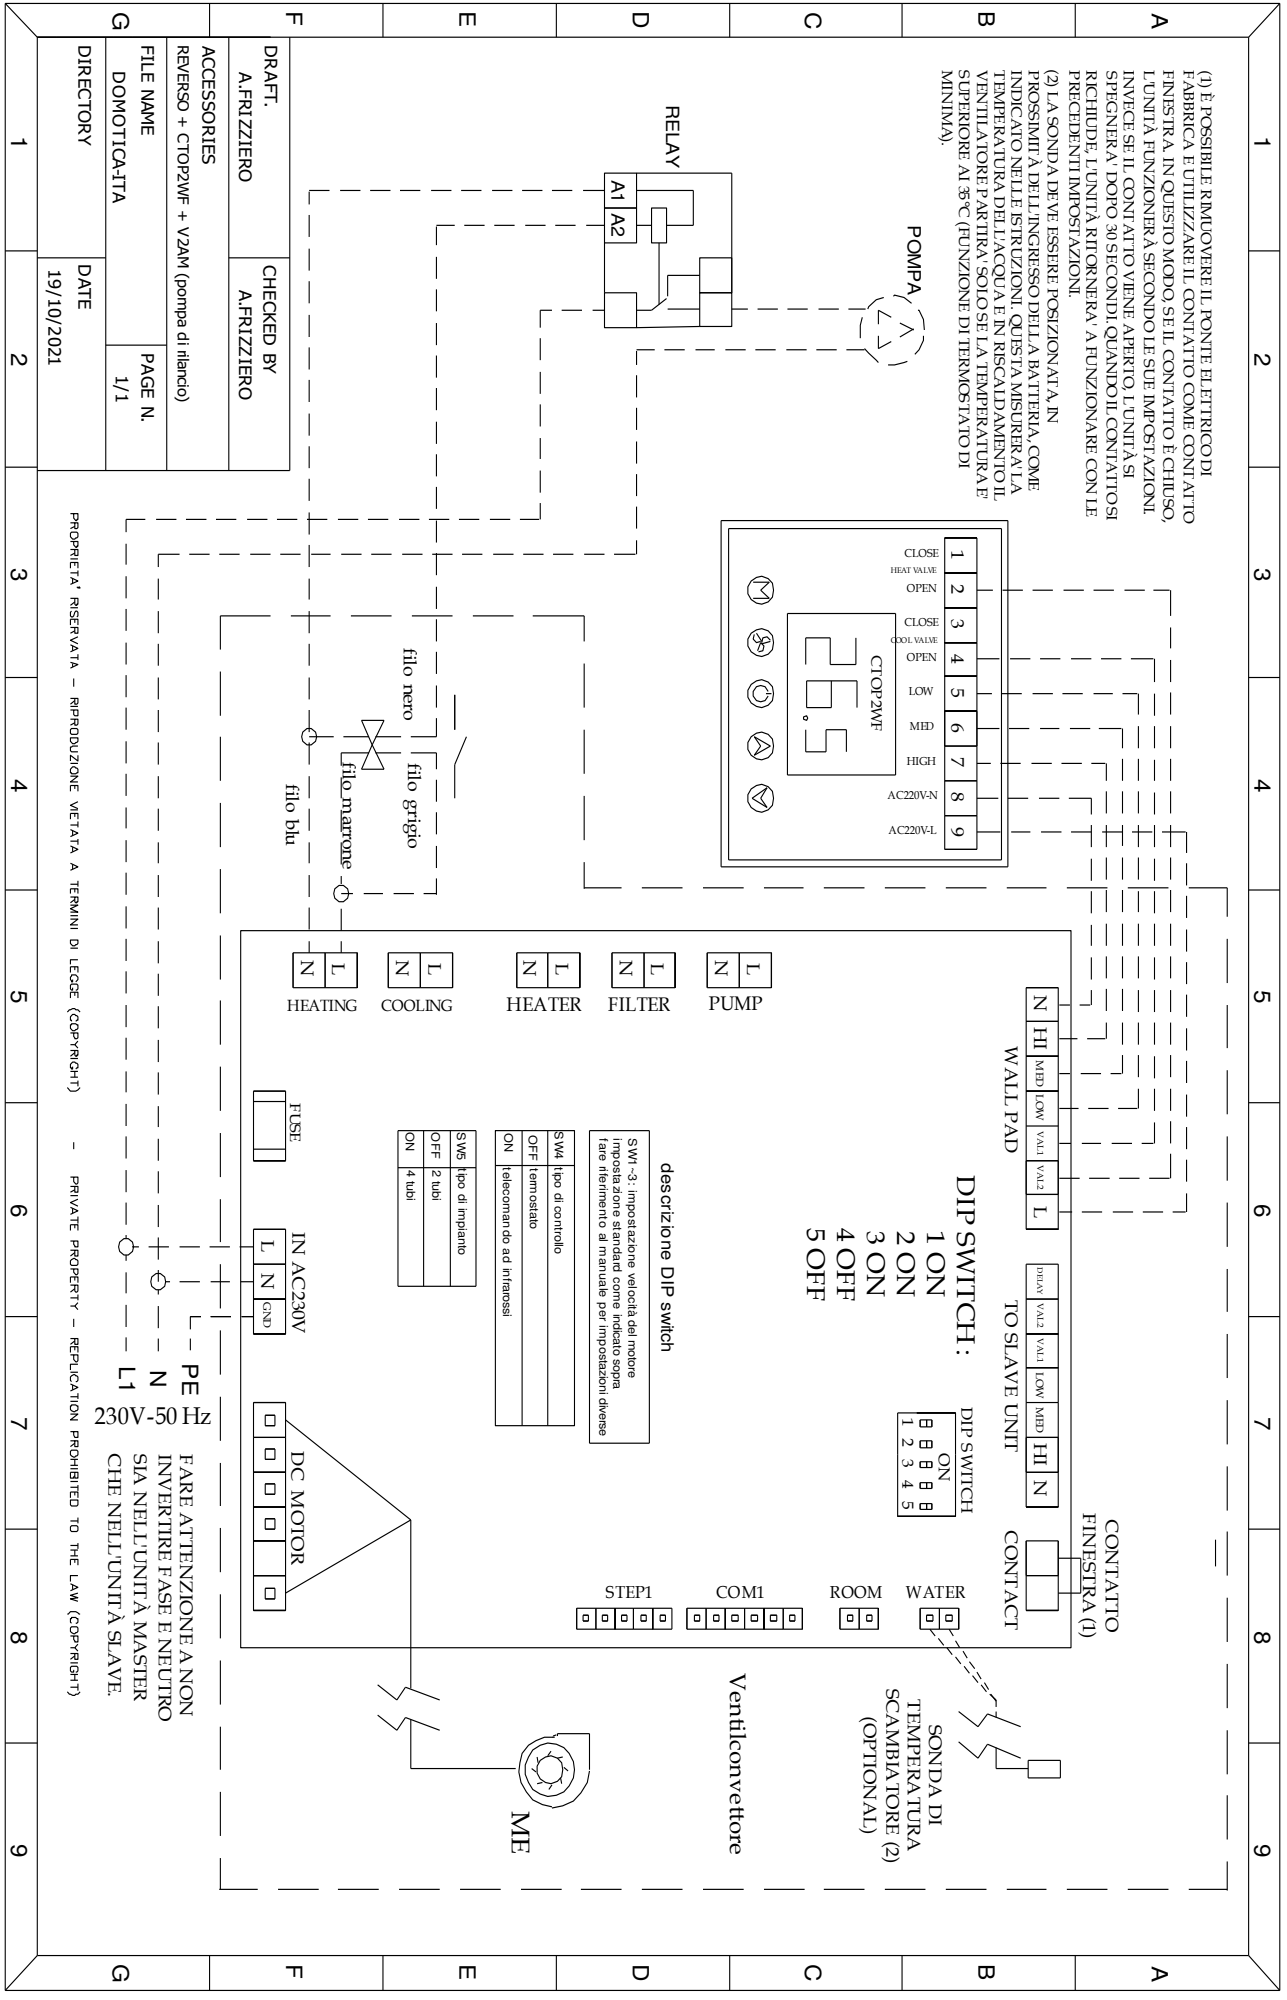 (1) È POSSIBILE RIMUOVERE IL PONTE ELETTRICO DI
FABBRICA E UTILIZZARE IL CONTATTO COME CONTATTO
FINESTRA. IN QUESTO MODO, SE IL CONTATTO È CHIUSO,
L'UNITÀ FUNZIONERÀ SECONDO LE SUE IMPOSTAZIONI.
INVECE SE IL CONTATTO VIENE APERTO, L'UNITÀ SI
SPEGNERA' DOPO 30 SECONDI. QUANDO IL CONTATTO SI
RICHIUDE, L'UNITÀ RITORNERA' A FUNZIONARE CON LE
PRECEDENTI IMPOSTAZIONI.
(2) LA SONDA DEVE ESSERE POSIZIONATA, IN
PROSSIMITÀ DELL'INGRESSO DELLA BATTERIA, COME
INDICATO NELLE ISTRUZIONI. QUESTA MISURERA' LA
TEMPERATURA DELL'ACQUA E IN RISCALDAMENTO IL
VENTILATORE PARTIRA' SOLO SE LA TEMPERATURA E'
SUPERIORE AI 35°C (FUNZIONE DI TERMOSTATO DI
MINIMA).
POMPA
RELAY
A1
A2
1
2
3
4
5
6
7
8
9
CLOSE
HEAT VALVE
OPEN
CLOSE
COOL VALVE
OPEN
LOW
MED
HIGH
AC220V-N
AC220V-L
CTOP2WF
26.5
M
N
HI
MED
LOW
VAL1
VAL2
L
WALL PAD
DELAY
VAL2
VAL1
LOW
MED
HI
N
TO SLAVE UNIT
CONTATTO
FINESTRA (1)
CONTACT
DIP SWITCH :
1 ON
2 ON
3 ON
4 OFF
5 OFF
DIP SWITCH
ON
1 2 3 4 5
WATER
ROOM
COM1
STEP1
SONDA DI
TEMPERATURA
SCAMBIATORE (2)
(OPTIONAL)
Ventilconvettore
ME
L
N
PUMP
L
N
FILTER
L
N
HEATER
L
N
COOLING
L
N
HEATING
descrizione DIP switch
SW1~3: impostazione velocità del motore
impostazione standard come indicato sopra
fare riferimento al manuale per impostazioni diverse
SW4 tipo di controllo
OFF termostato
ON telecomando ad infrarossi
SW5 tipo di impianto
OFF 2 tubi
ON 4 tubi
filo nero
filo grigio
filo marrone
filo blu
FUSE
IN AC230V
L
N
GND
DC MOTOR
PE
N
L1
230V-50 Hz
FARE ATTENZIONE A NON
INVERTIRE FASE E NEUTRO
SIA NELL'UNITÀ MASTER
CHE NELL'UNITÀ SLAVE.
DRAFT.
A.FRIZZIERO
CHECKED BY
A.FRIZZIERO
ACCESSORIES
REVERSO + CTOP2WF + V2AM (pompa di rilancio)
FILE NAME
DOMOTICA-ITA
PAGE N.
1/1
DIRECTORY
DATE
19/10/2021
PROPRIETA' RISERVATA - RIPRODUZIONE VIETATA A TERMINI DI LEGGE (COPYRIGHT) - PRIVATE PROPERTY - REPLICATION PROHIBITED TO THE LAW (COPYRIGHT)
1 2 3 4 5 6 7 8 9
1 2 3 4 5 6 7 8 9
A B C D E F G
A B C D E F G